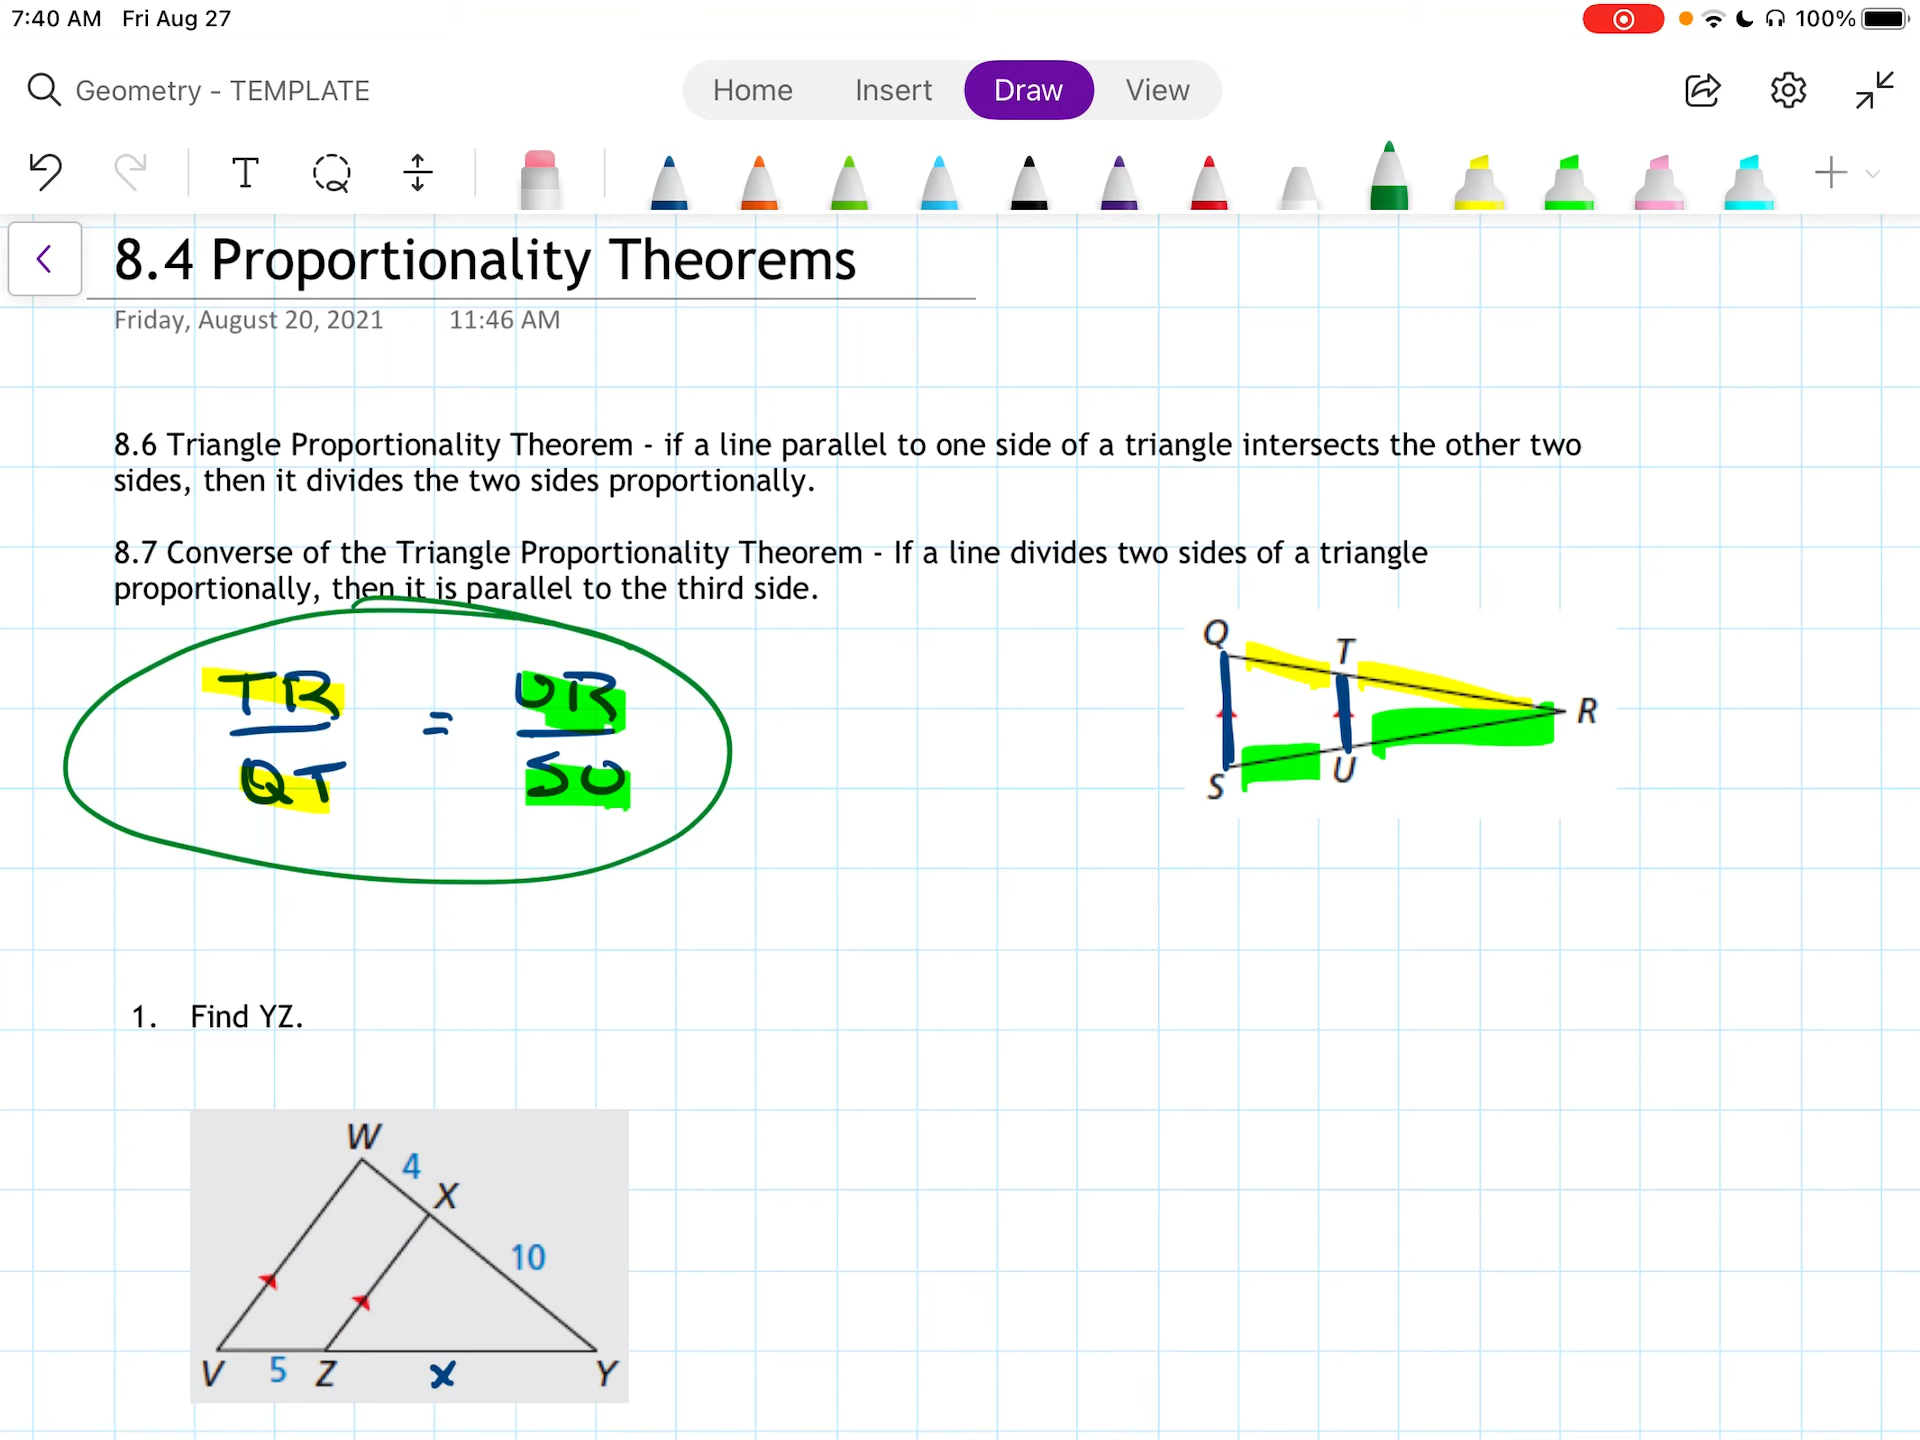 7:40 AM Fri Aug 27
100%
Geometry - TEMPLATE
Home Insert Draw View
T
8.4 Proportionality Theorems
Friday, August 20, 2021 11:46 AM
8.6 Triangle Proportionality Theorem - if a line parallel to one side of a triangle intersects the other two
sides, then it divides the two sides proportionally.
8.7 Converse of the Triangle Proportionality Theorem - If a line divides two sides of a triangle
proportionally, then it is parallel to the third side.
TR = UR
QT SU
Q
T
R
S
U
1. Find YZ.
W
4
X
10
V 5 Z x Y